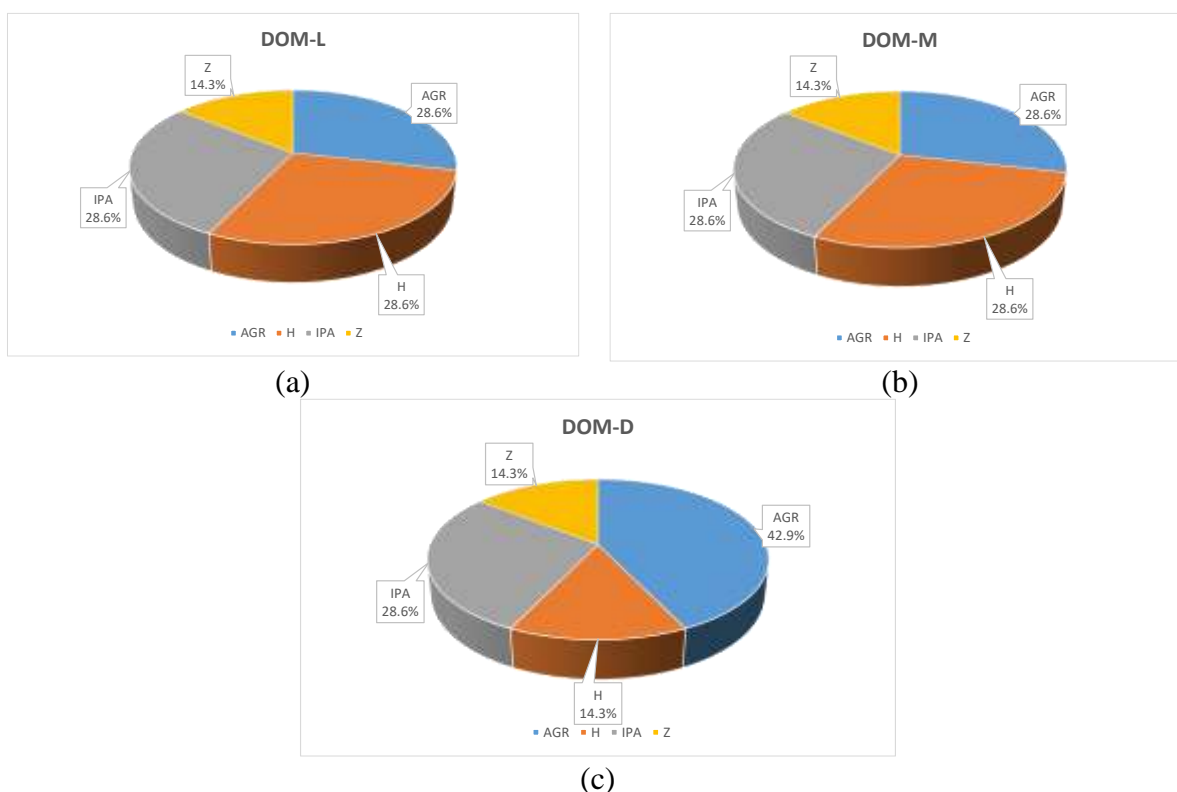 DOM-L
Z
14.3%
AGR
28.6%
IPA
28.6%
H
28.6%
AGR H IPA Z
(a)
DOM-M
Z
14.3%
AGR
28.6%
IPA
28.6%
H
28.6%
AGR H IPA Z
(b)
DOM-D
Z
14.3%
AGR
42.9%
IPA
28.6%
H
14.3%
AGR H IPA Z
(c)